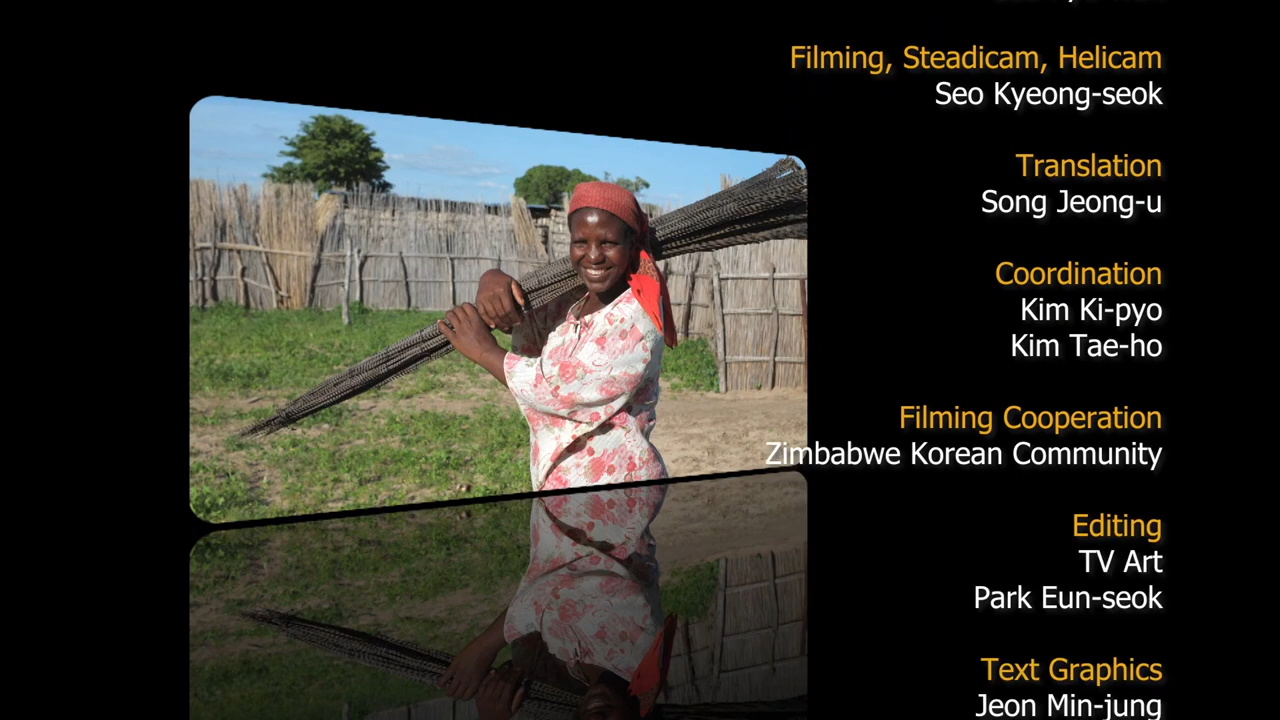 Filming, Steadicam, Helicam
Seo Kyeong-seok
Translation
Song Jeong-u
Coordination
Kim Ki-pyo
Kim Tae-ho
Filming Cooperation
Zimbabwe Korean Community
Editing
TV Art
Park Eun-seok
Text Graphics
Jeon Min-jung